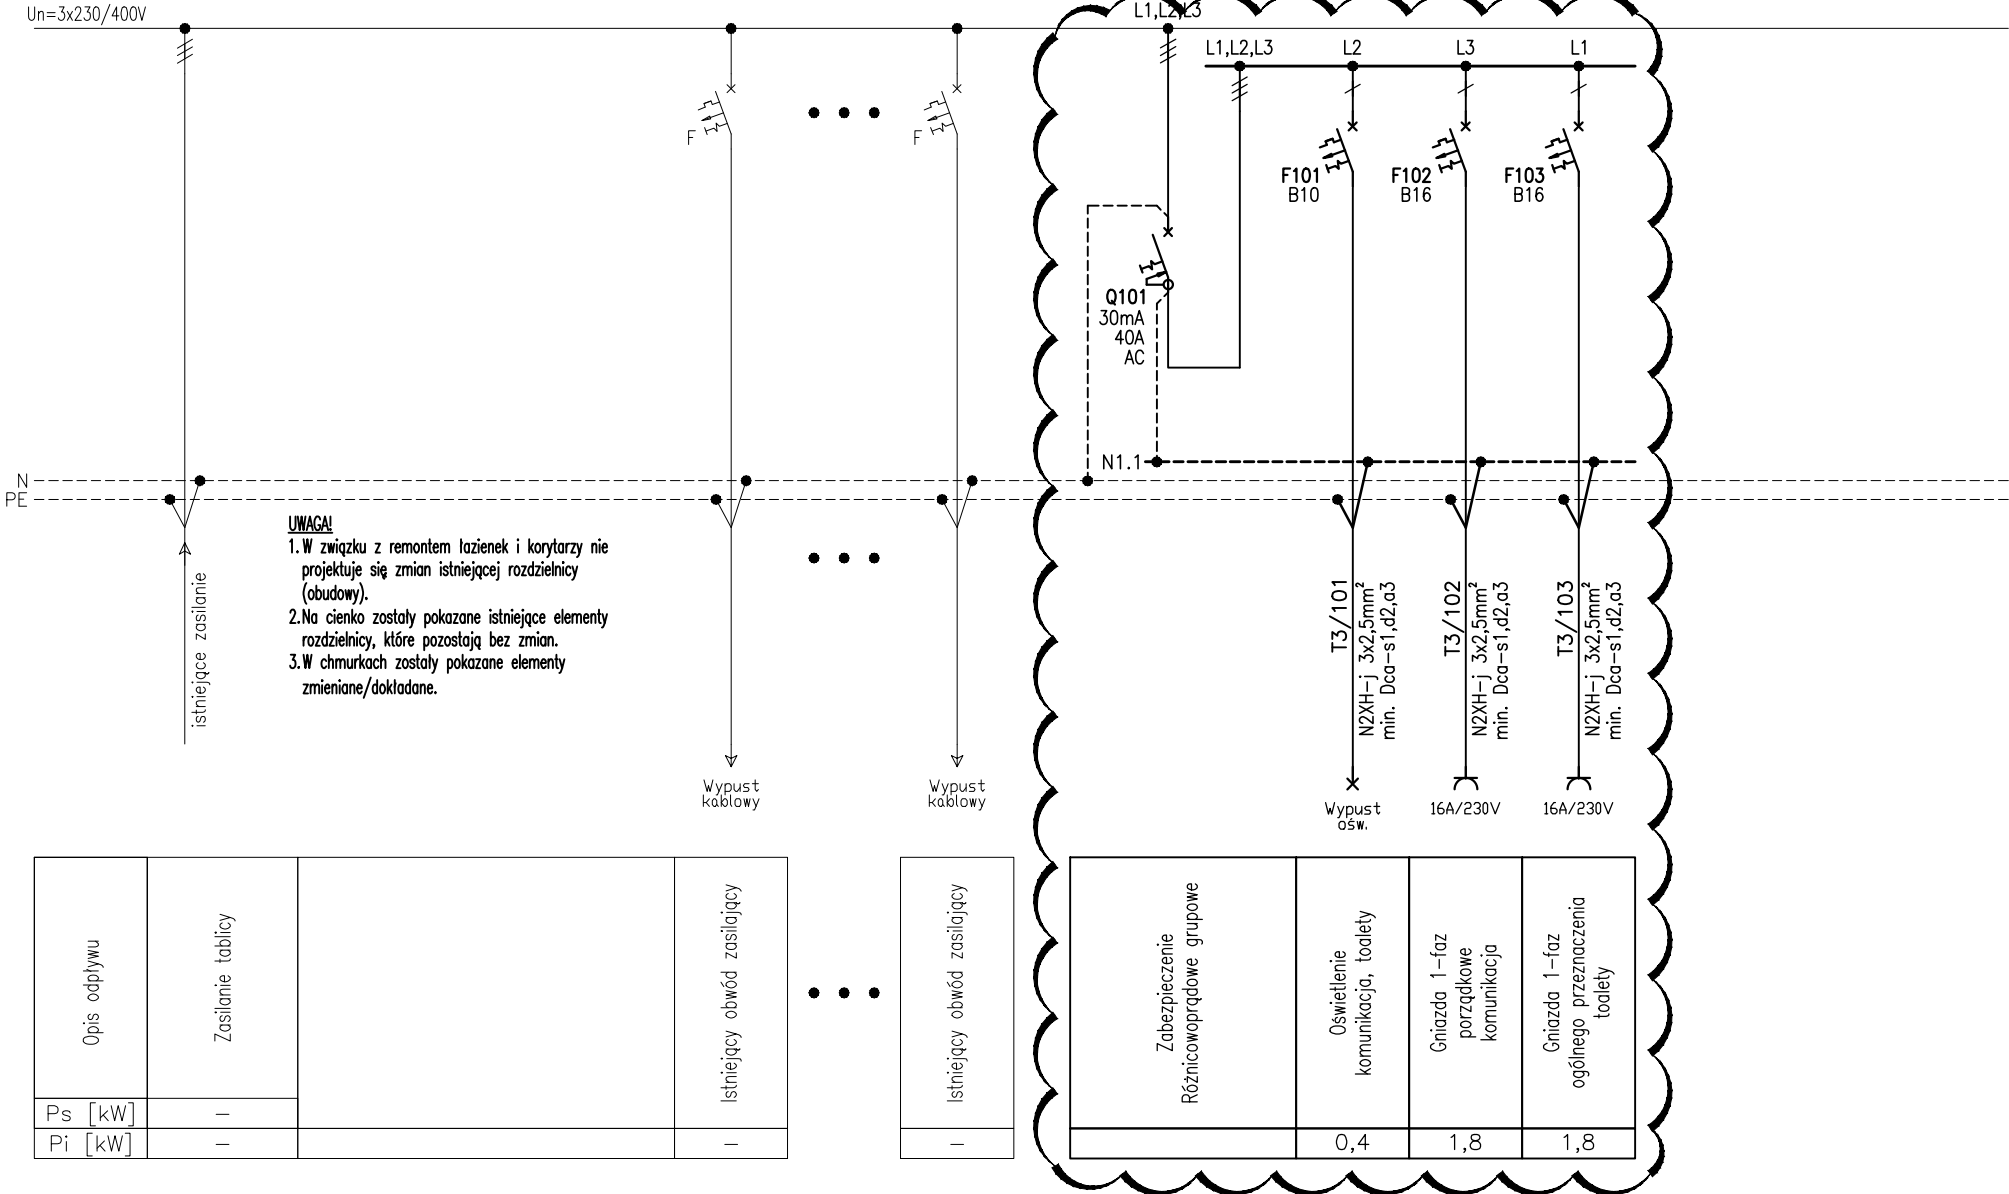 Un=3x230/400V
L1,L2,L3
L1,L2,L3
L2
L3
L1
F
F
F101
B10
F102
B16
F103
B16
Q101
30mA
40A
AC
N1.1
N
PE
UWAGA!
1. W związku z remontem łazienek i korytarzy nie
projektuje się zmian istniejącej rozdzielnicy
(obudowy).
2. Na cienko zostały pokazane istniejące elementy
rozdzielnicy, które pozostają bez zmian.
3. W chmurkach zostały pokazane elementy
zmieniane/dokładane.
istniejące zasilanie
T3/101
N2XH-j 3x2,5mm²
min. Dca-s1,d2,a3
T3/102
N2XH-j 3x2,5mm²
min. Dca-s1,d2,a3
T3/103
N2XH-j 3x2,5mm²
min. Dca-s1,d2,a3
Wypust
kablowy
Wypust
kablowy
Wypust
ośw.
16A/230V
16A/230V
Opis odpływu
Zasilanie tablicy
Istniejący obwód zasilający
Istniejący obwód zasilający
Zabezpieczenie
Różnicowoprądowe grupowe
Oświetlenie
komunikacja, toalety
Gniazda 1-faz
porządkowe
komunikacja
Gniazda 1-faz
ogólnego przeznaczenia
toalety
Ps [kW]
-
Pi [kW]
-
-
-
0,4
1,8
1,8